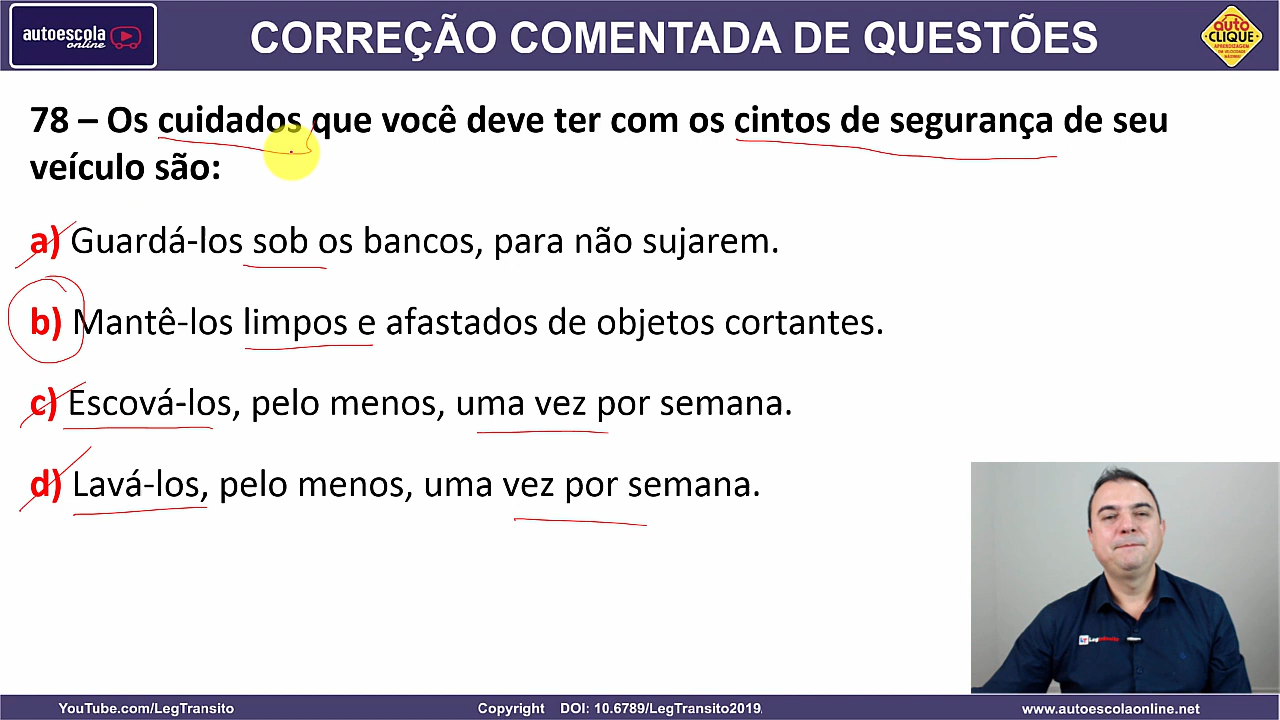 autoescola
online
CORREÇÃO COMENTADA DE QUESTÕES
auto
CLIQUE
APRENDIZAGEM
78 – Os cuidados que você deve ter com os cintos de segurança de seu
veículo são:
a) Guardá-los sob os bancos, para não sujarem.
b) Mantê-los limpos e afastados de objetos cortantes.
c) Escová-los, pelo menos, uma vez por semana.
d) Lavá-los, pelo menos, uma vez por semana.
YouTube.com/LegTransito
Copyright DOI: 10.6789/LegTransito2019
www.autoescolaonline.net